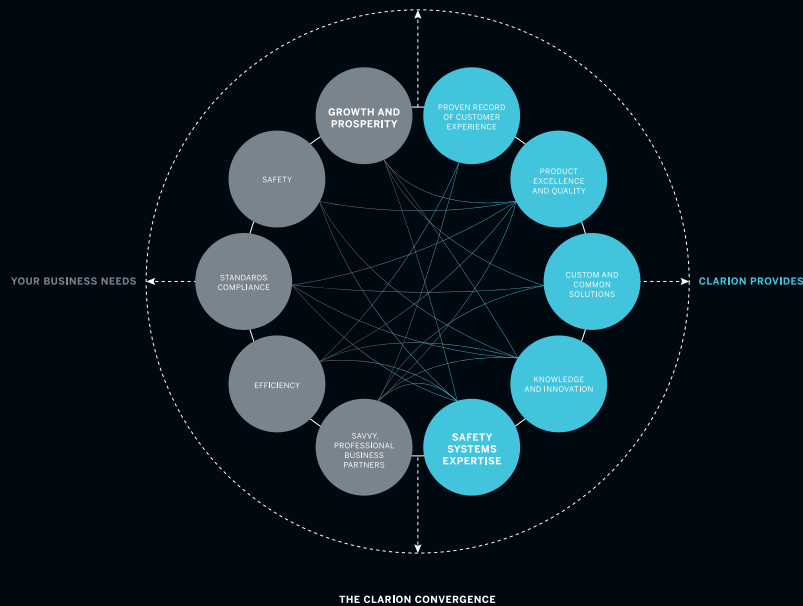 GROWTH AND
PROSPERITY
PROVEN RECORD
OF CUSTOMER
EXPERIENCE
SAFETY
PRODUCT
EXCELLENCE
AND QUALITY
YOUR BUSINESS NEEDS
STANDARDS
COMPLIANCE
CUSTOM AND
COMMON
SOLUTIONS
CLARION PROVIDES
EFFICIENCY
KNOWLEDGE
AND INNOVATION
SAVVY,
PROFESSIONAL
BUSINESS
PARTNERS
SAFETY
SYSTEMS
EXPERTISE
THE CLARION CONVERGENCE